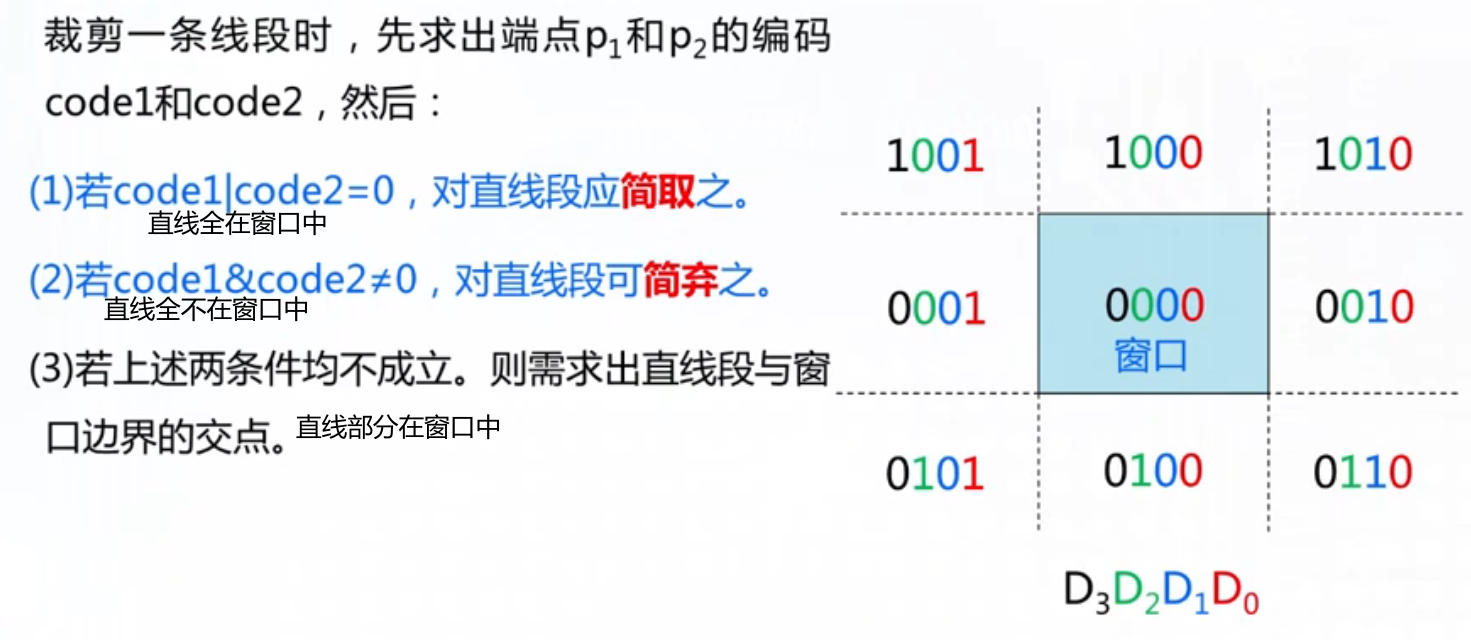 裁剪一条线段时，先求出端点p₁和p₂的编码
code1和code2，然后：
(1)若code1|code2=0，对直线段应简取之。
直线全在窗口中
(2)若code1&code2≠0，对直线段可简弃之。
直线全不在窗口中
(3)若上述两条件均不成立。则需求出直线段与窗
口边界的交点。
直线部分在窗口中
1001 1000 1010
0001 0000 0010
窗口
0101 0100 0110
D₃D₂D₁D₀